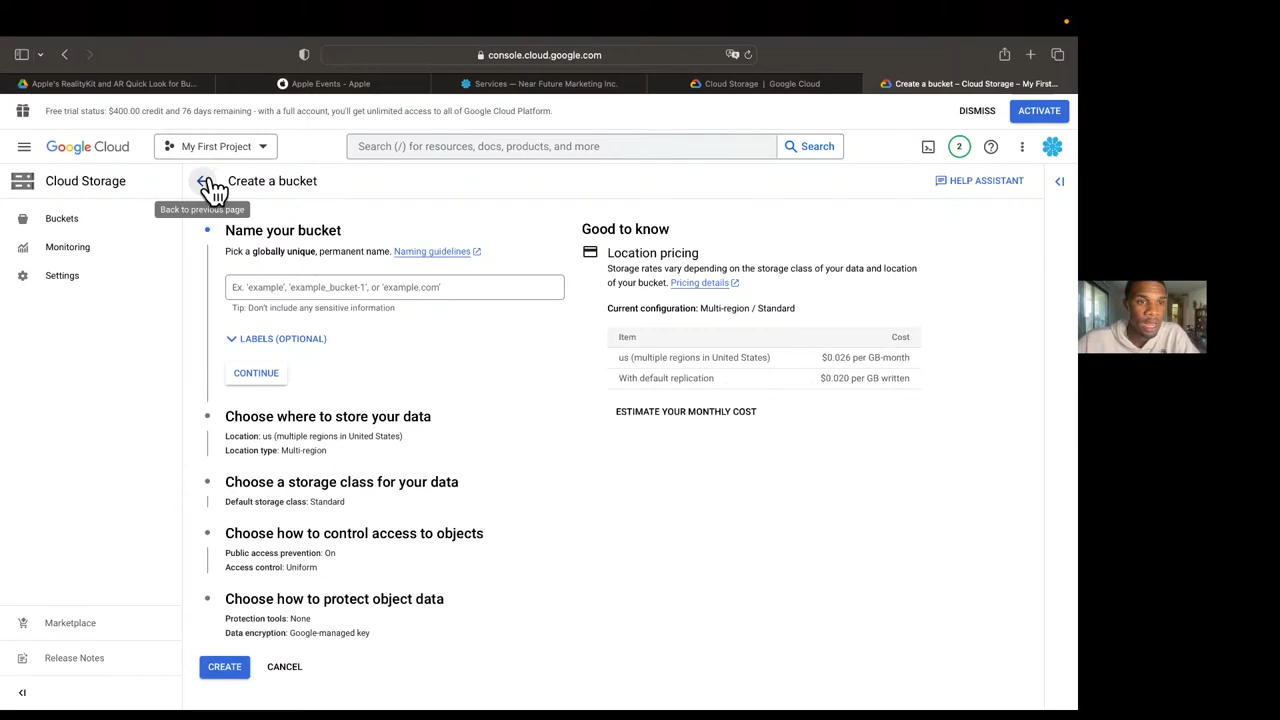 console.cloud.google.com
Apple's RealityKit and AR Quick Look for Bu...
Apple Events - Apple
Services — Near Future Marketing Inc.
Cloud Storage | Google Cloud
Create a bucket – Cloud Storage – My First...
Free trial status: $400.00 credit and 76 days remaining - with a full account, you'll get unlimited access to all of Google Cloud Platform.
DISMISS
ACTIVATE
Google Cloud
My First Project
Search (/) for resources, docs, products, and more
Search
2
Cloud Storage
Create a bucket
HELP ASSISTANT
Back to previous page
Buckets
Monitoring
Settings
Name your bucket
Pick a globally unique, permanent name. Naming guidelines
Ex. 'example', 'example_bucket-1', or 'example.com'
Tip: Don't include any sensitive information
LABELS (OPTIONAL)
CONTINUE
Choose where to store your data
Location: us (multiple regions in United States)
Location type: Multi-region
Choose a storage class for your data
Default storage class: Standard
Choose how to control access to objects
Public access prevention: On
Access control: Uniform
Choose how to protect object data
Protection tools: None
Data encryption: Google-managed key
CREATE
CANCEL
Good to know
Location pricing
Storage rates vary depending on the storage class of your data and location
of your bucket. Pricing details
Current configuration: Multi-region / Standard
Item Cost
us (multiple regions in United States) $0.026 per GB-month
With default replication $0.020 per GB written
ESTIMATE YOUR MONTHLY COST
Marketplace
Release Notes